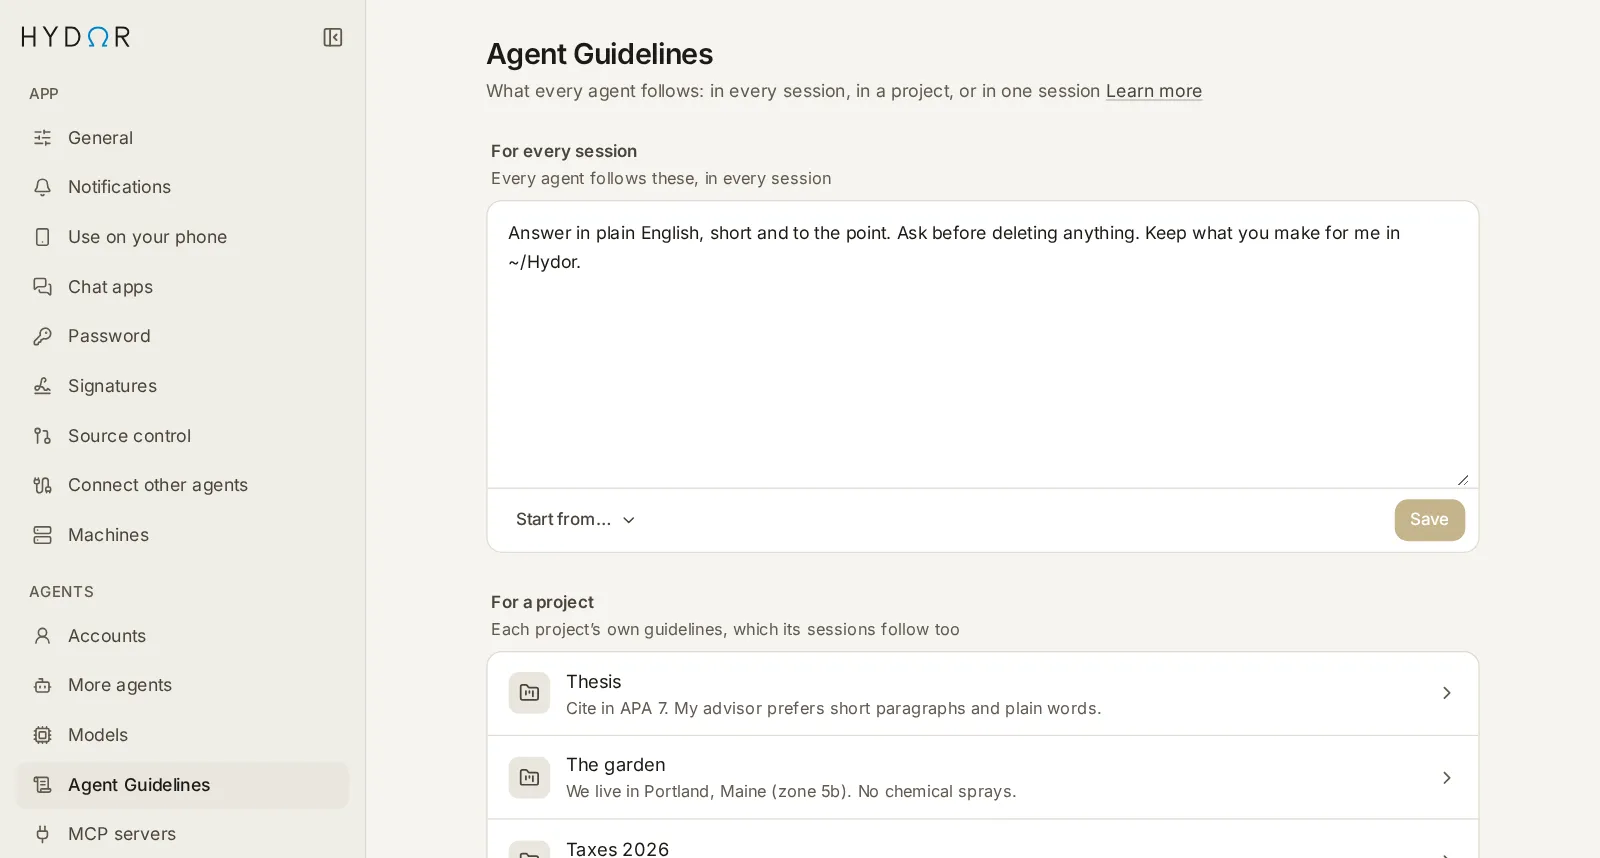 HYDΩR
APP
General
Notifications
Use on your phone
Chat apps
Password
Signatures
Source control
Connect other agents
Machines
AGENTS
Accounts
More agents
Models
Agent Guidelines
MCP servers
Agent Guidelines
What every agent follows: in every session, in a project, or in one session Learn more
For every session
Every agent follows these, in every session
Answer in plain English, short and to the point. Ask before deleting anything. Keep what you make for me in
~/Hydor.
Start from...
Save
For a project
Each project’s own guidelines, which its sessions follow too
Thesis
Cite in APA 7. My advisor prefers short paragraphs and plain words.
The garden
We live in Portland, Maine (zone 5b). No chemical sprays.
Taxes 2026